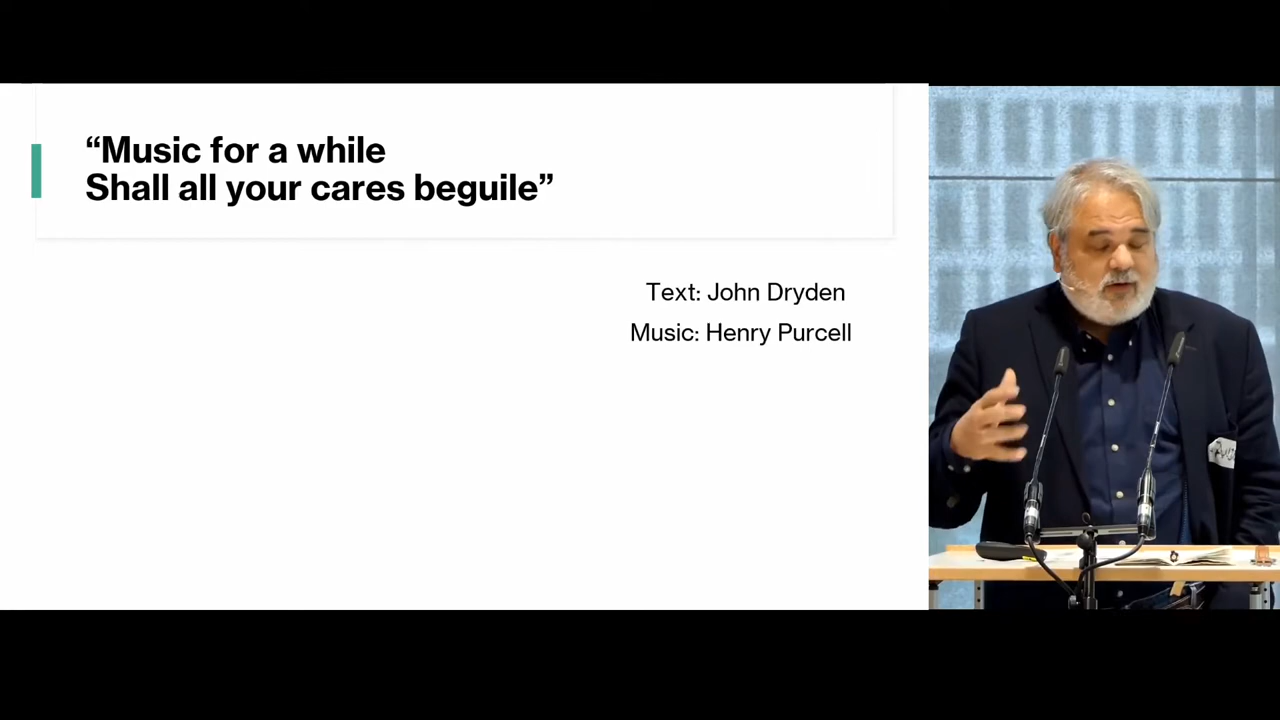 “Music for a while
Shall all your cares beguile”
Text: John Dryden
Music: Henry Purcell